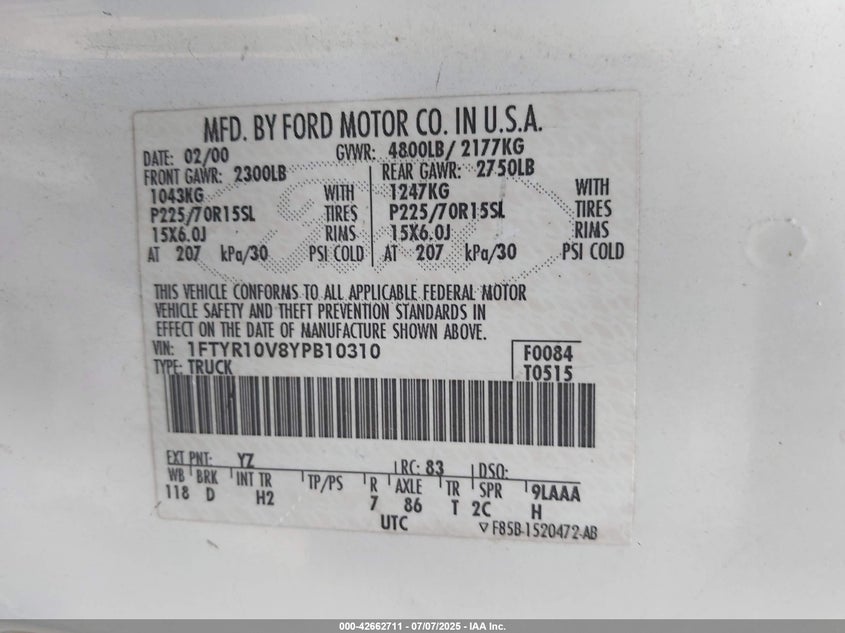 MFD. BY FORD MOTOR CO. IN U.S.A.
DATE: 02/00 GVWR: 4800LB/ 2177KG
FRONT GAWR: 2300LB REAR GAWR: 2750LB
1043KG WITH 1247KG WITH
P225/70R15SL TIRES P225/70R15SL TIRES
15X6.0J RIMS 15X6.0J RIMS
AT 207 kPa/30 PSI COLD AT 207 kPa/30 PSI COLD
THIS VEHICLE CONFORMS TO ALL APPLICABLE FEDERAL MOTOR
VEHICLE SAFETY AND THEFT PREVENTION STANDARDS IN
EFFECT ON THE DATE OF MANUFACTURE SHOWN ABOVE.
VIN: 1FTYR10V8YPB10310 F0084
TYPE: TRUCK T0515
EXT PNT: YZ RC: 83 DSO:
WB BRK INT TR TP/PS R AXLE TR SPR 9LAAA
118 D H2 7 86 T 2C H
UTC ▽ F85B-1520472-AB
000-42662711 - 07/07/2025 - IAA Inc.